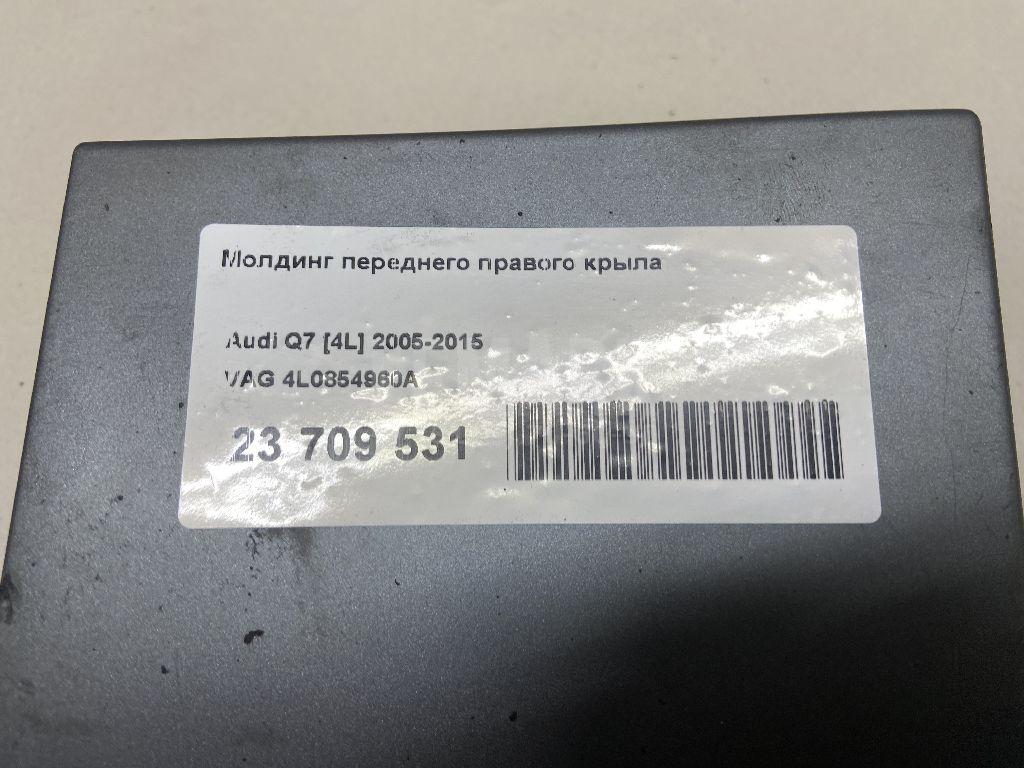 Молдинг переднего правого крыла
Audi Q7 [4L] 2005-2015
VAG 4L0854960A
23 709 531